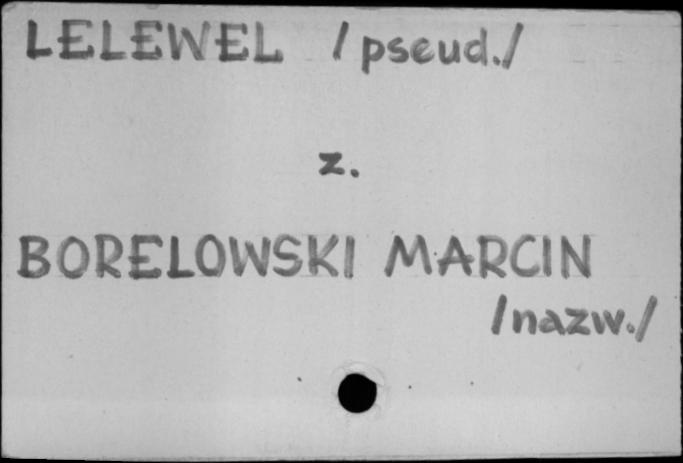 LELEWEL /pseud./
z.
BORELOWSKI MARCIN
/nazw./